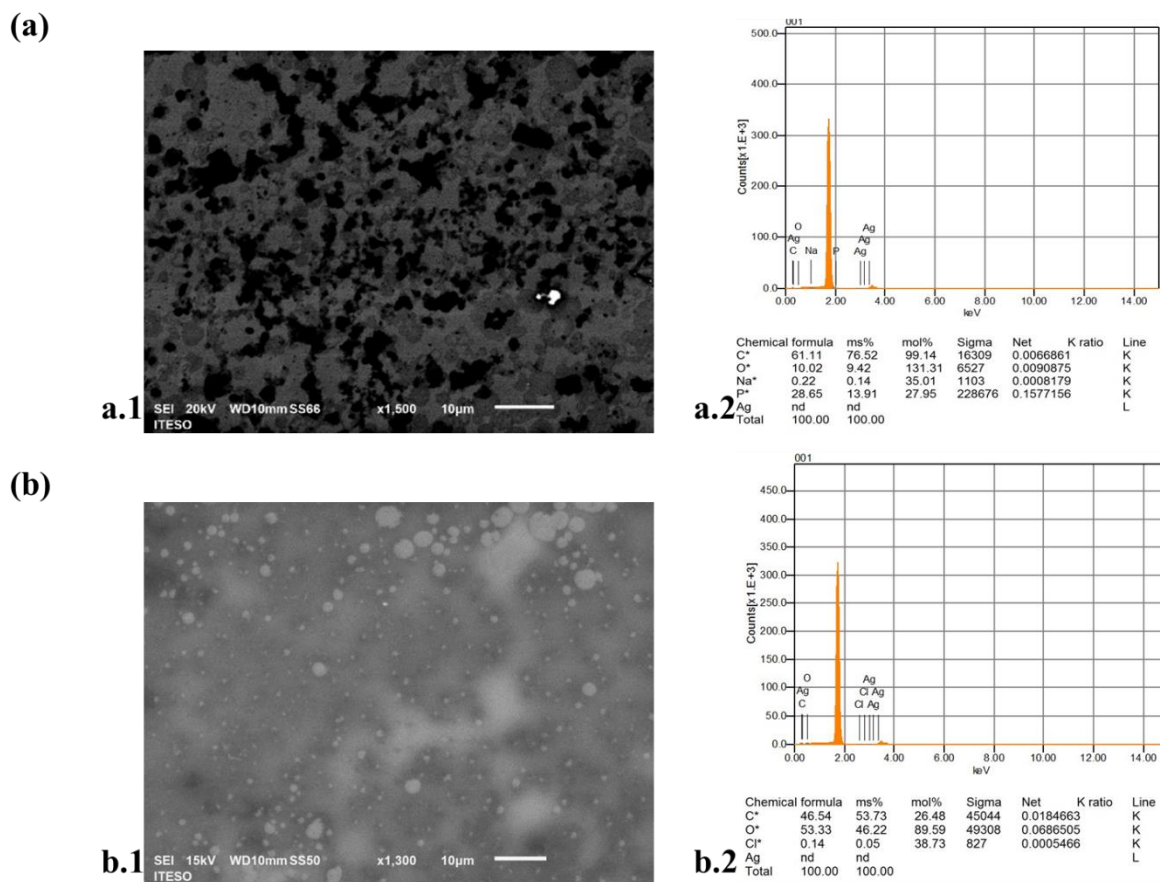 (a)
SEI 20kV WD10mm SS66 x1,500 10µm
ITESO
a.1
001
500.0
400.0
300.0
200.0
100.0
0.0
Counts[x1.E+3]
O
Ag
C
Na
P
Ag
Ag
Ag
0.00 2.00 4.00 6.00 8.00 10.00 12.00 14.00
keV
a.2
Chemical formula ms% mol% Sigma Net K ratio Line
C* 61.11 76.52 99.14 16309 0.0066861 K
O* 10.02 9.42 131.31 6527 0.0090875 K
Na* 0.22 0.14 35.01 1103 0.0008179 K
P* 28.65 13.91 27.95 228676 0.1577156 K
Ag nd nd L
Total 100.00 100.00
(b)
SEI 15kV WD10mm SS50 x1,300 10µm
ITESO
b.1
001
450.0
400.0
350.0
300.0
250.0
200.0
150.0
100.0
50.0
0.0
Counts[x1.E+3]
O
Ag
C
Ag
Cl Ag
Cl Ag
0.00 2.00 4.00 6.00 8.00 10.00 12.00 14.00
keV
b.2
Chemical formula ms% mol% Sigma Net K ratio Line
C* 46.54 53.73 26.48 45044 0.0184663 K
O* 53.33 46.22 89.59 49308 0.0686505 K
Cl* 0.14 0.05 38.73 827 0.0005466 K
Ag nd nd L
Total 100.00 100.00